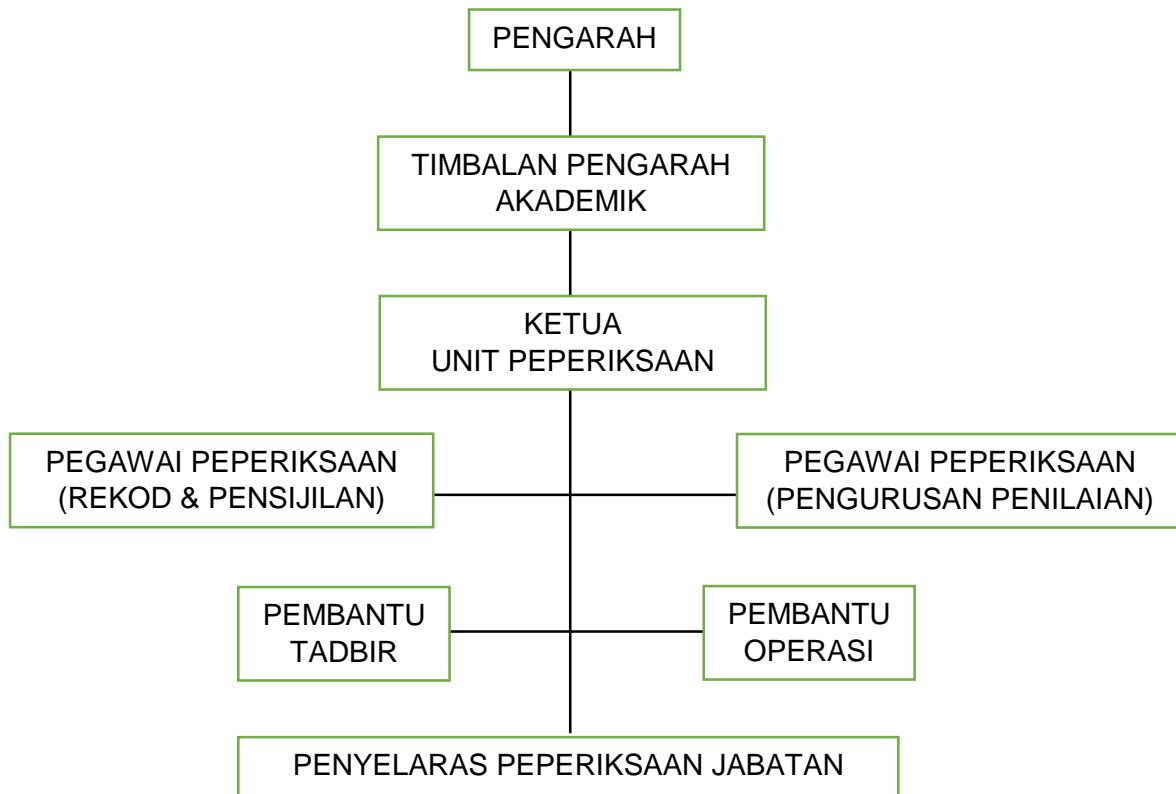 PENGARAH
TIMBALAN PENGARAH
AKADEMIK
KETUA
UNIT PEPERIKSAAN
PEGAWAI PEPERIKSAAN
(REKOD & PENSIJILAN)
PEGAWAI PEPERIKSAAN
(PENGURUSAN PENILAIAN)
PEMBANTU
TADBIR
PEMBANTU
OPERASI
PENYELARAS PEPERIKSAAN JABATAN